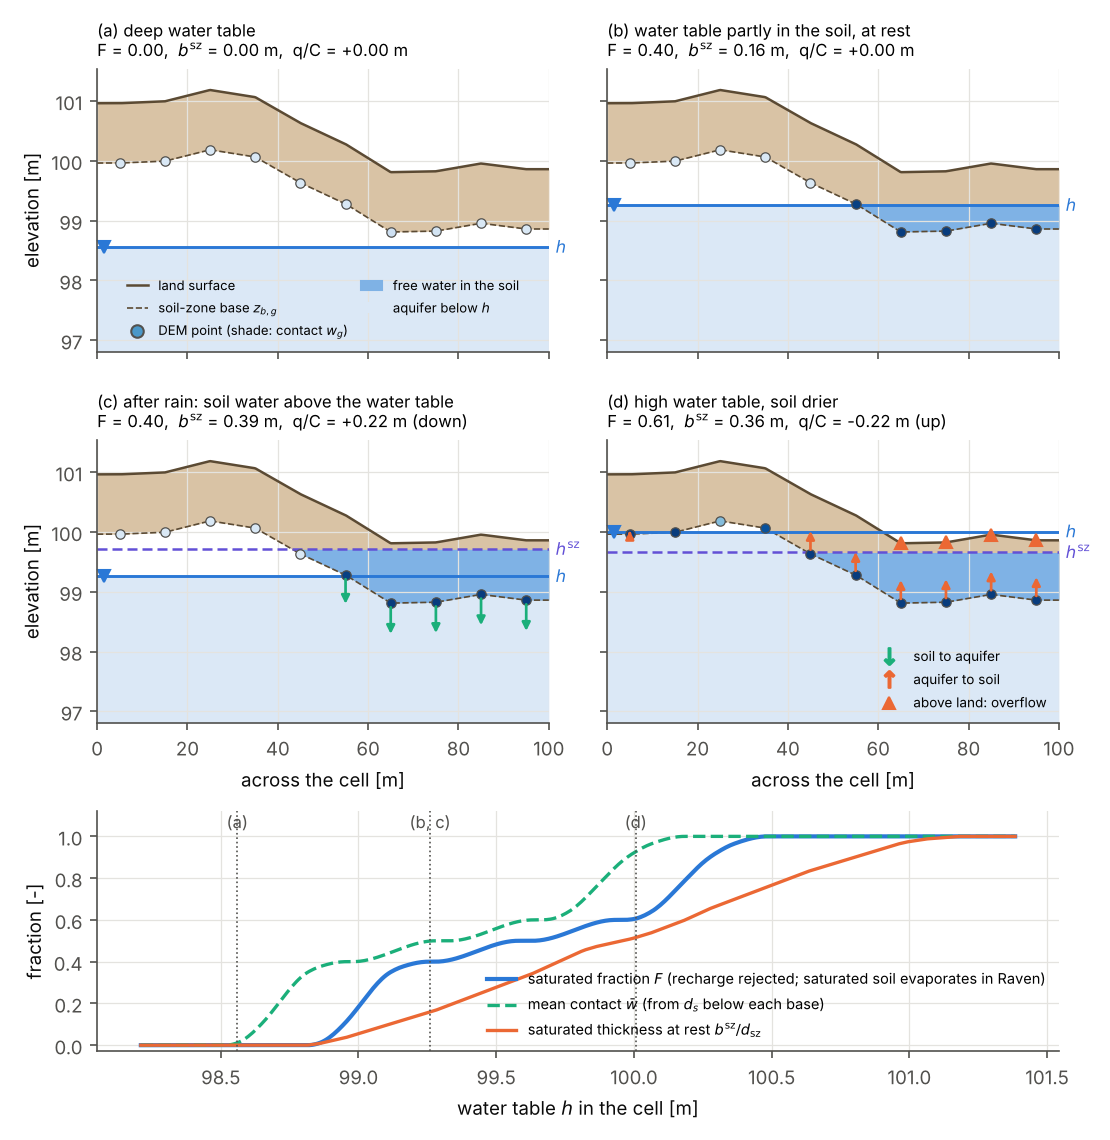 (a) deep water table
F = 0.00, b^sz = 0.00 m, q/C = +0.00 m
(b) water table partly in the soil, at rest
F = 0.40, b^sz = 0.16 m, q/C = +0.00 m
elevation [m]
101
100
99
98
97
h
land surface
soil-zone base z_b,g
DEM point (shade: contact w_g)
free water in the soil
aquifer below h
h
(c) after rain: soil water above the water table
F = 0.40, b^sz = 0.39 m, q/C = +0.22 m (down)
(d) high water table, soil drier
F = 0.61, b^sz = 0.36 m, q/C = -0.22 m (up)
elevation [m]
101
100
99
98
97
h^sz
h
h
h^sz
soil to aquifer
aquifer to soil
above land: overflow
0 20 40 60 80 100
across the cell [m]
0 20 40 60 80 100
across the cell [m]
(a) (b, c) (d)
fraction [-]
1.0
0.8
0.6
0.4
0.2
0.0
saturated fraction F (recharge rejected; saturated soil evaporates in Raven)
mean contact w̄ (from d_s below each base)
saturated thickness at rest b^sz/d_sz
98.5 99.0 99.5 100.0 100.5 101.0 101.5
water table h in the cell [m]